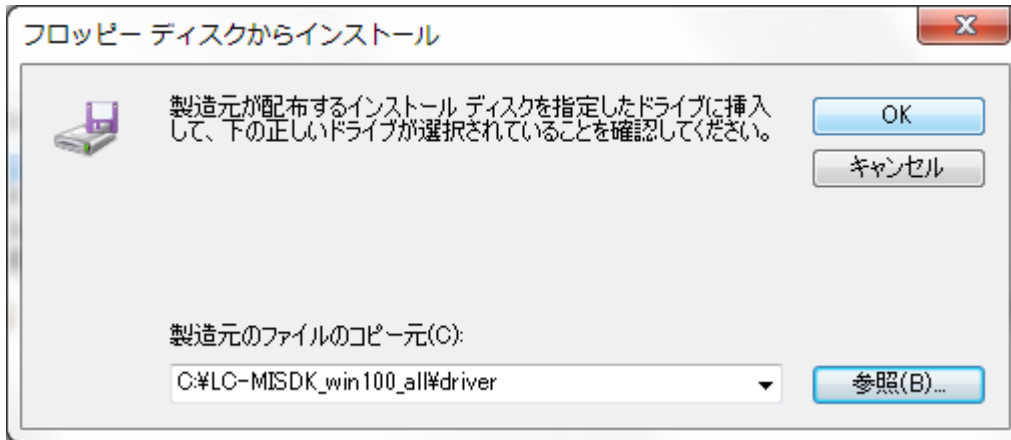 フロッピー ディスクからインストール
製造元が配布するインストール ディスクを指定したドライブに挿入
して、下の正しいドライブが選択されていることを確認してください。
OK
キャンセル
製造元のファイルのコピー元(C):
C:¥LC-MISDK_win100_all¥driver
参照(B)...